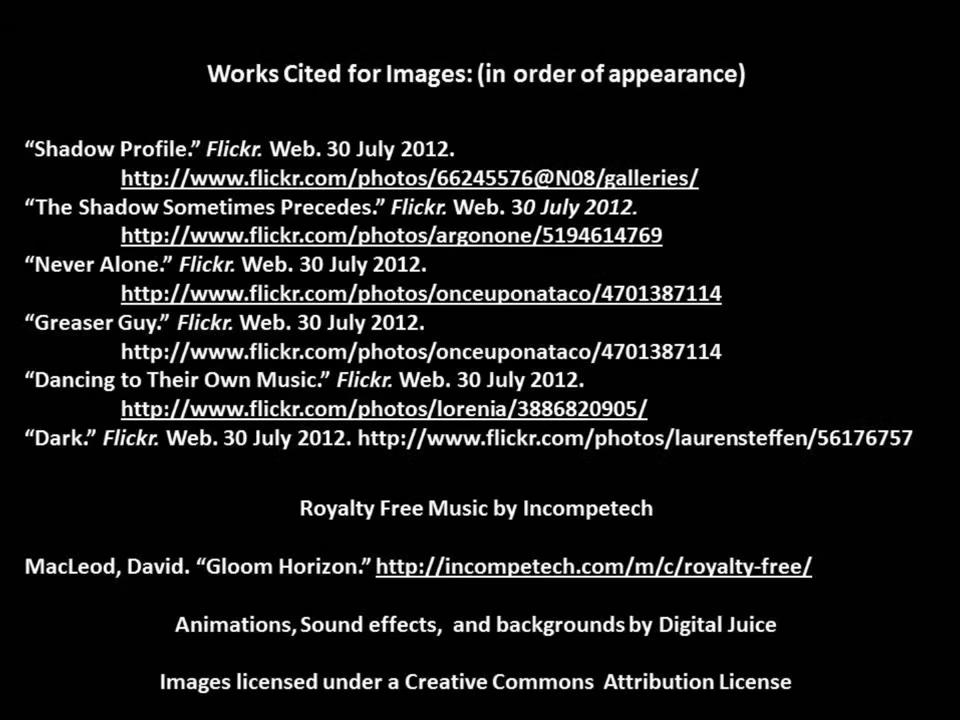 Works Cited for Images: (in order of appearance)
“Shadow Profile.” Flickr. Web. 30 July 2012.
http://www.flickr.com/photos/66245576@N08/galleries/
“The Shadow Sometimes Precedes.” Flickr. Web. 30 July 2012.
http://www.flickr.com/photos/argonone/5194614769
“Never Alone.” Flickr. Web. 30 July 2012.
http://www.flickr.com/photos/onceuponataco/4701387114
“Greaser Guy.” Flickr. Web. 30 July 2012.
http://www.flickr.com/photos/onceuponataco/4701387114
“Dancing to Their Own Music.” Flickr. Web. 30 July 2012.
http://www.flickr.com/photos/lorenia/3886820905/
“Dark.” Flickr. Web. 30 July 2012. http://www.flickr.com/photos/laurensteffen/56176757
Royalty Free Music by Incompetech
MacLeod, David. “Gloom Horizon.” http://incompetech.com/m/c/royalty-free/
Animations, Sound effects, and backgrounds by Digital Juice
Images licensed under a Creative Commons Attribution License